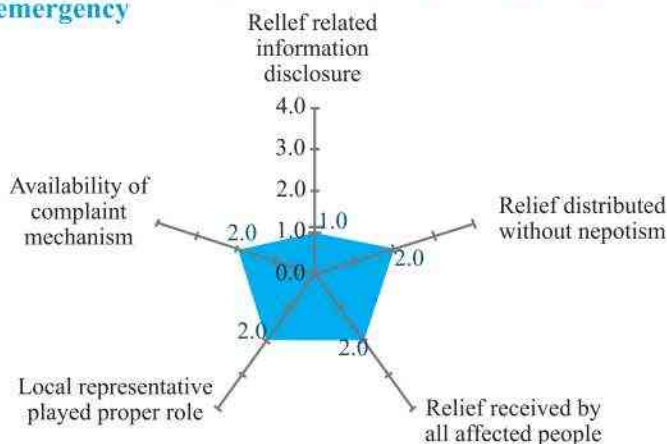 emergency
Rellef related
information
disclosure
4.0
3.0
2.0
1.0
1.0
0.0
Availability of
complaint
mechanism
2.0
Relief distributed
without nepotism
2.0
2.0
2.0
Local representative
played proper role
Relief received by
all affected people